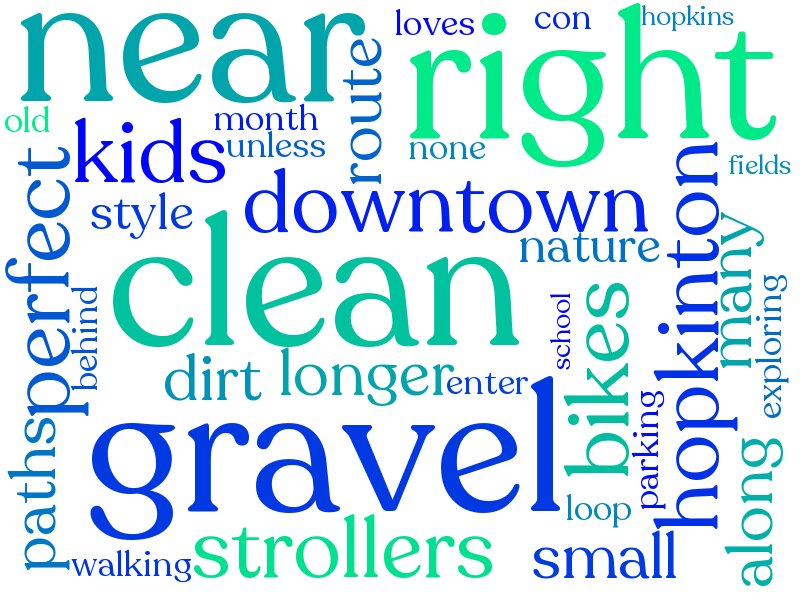 near
right
loves
con
hopkins
route
old
kids
month
unless
none
fields
perfect
style
downtown
hopkinton
nature
many
clean
behind
school
bikes
exploring
dirt
longer
enter
gravel
parking
paths
loop
along
walking
strollers
small